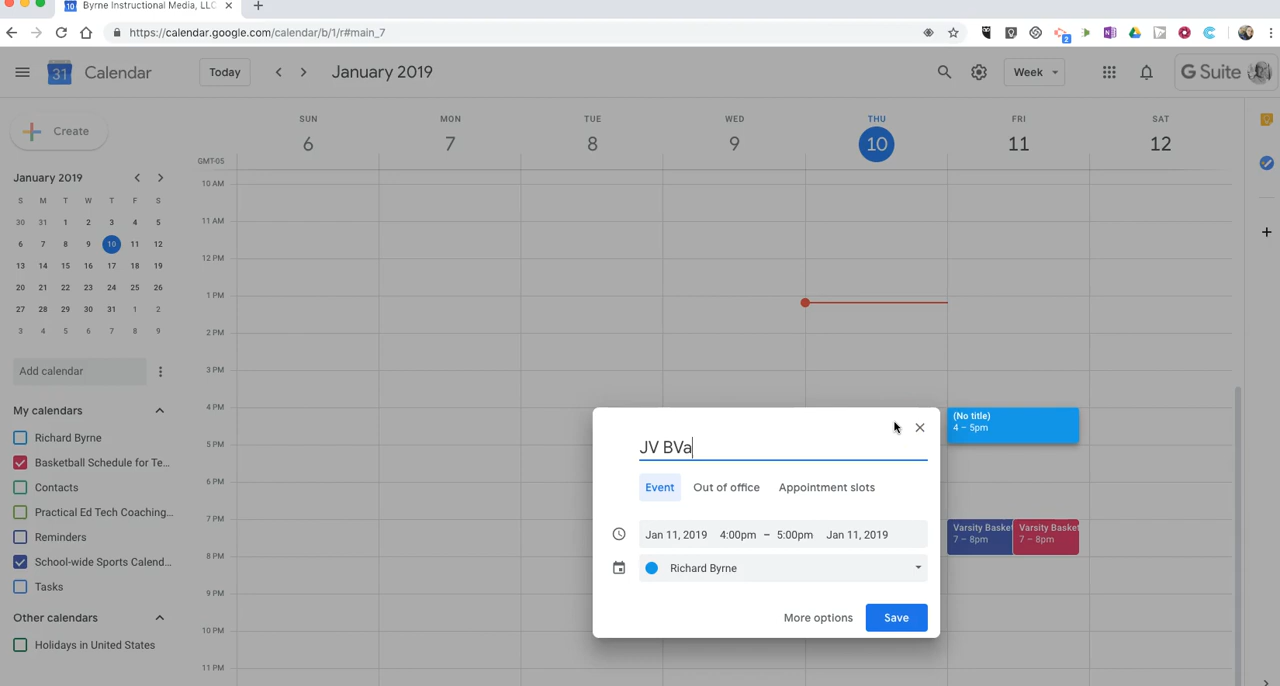 Byrne Instructional Media, LLC
https://calendar.google.com/calendar/b/1/r#main_7
2
31 Calendar Today January 2019 Week G Suite
Create
SUN MON TUE WED THU FRI SAT
6 7 8 9 10 11 12
GMT-05
January 2019
S M T W T F S
30 31 1 2 3 4 5
6 7 8 9 10 11 12
13 14 15 16 17 18 19
20 21 22 23 24 25 26
27 28 29 30 31 1 2
3 4 5 6 7 8 9
Add calendar
My calendars
Richard Byrne
Basketball Schedule for Te...
Contacts
Practical Ed Tech Coaching...
Reminders
School-wide Sports Calend...
Tasks
Other calendars
Holidays in United States
10 AM
11 AM
12 PM
1 PM
2 PM
3 PM
4 PM
5 PM
6 PM
7 PM
8 PM
9 PM
10 PM
11 PM
(No title)
4 – 5pm
Varsity Basket
7 – 8pm
Varsity Basket
7 – 8pm
JV BVa
Event Out of office Appointment slots
Jan 11, 2019 4:00pm – 5:00pm Jan 11, 2019
Richard Byrne
More options Save